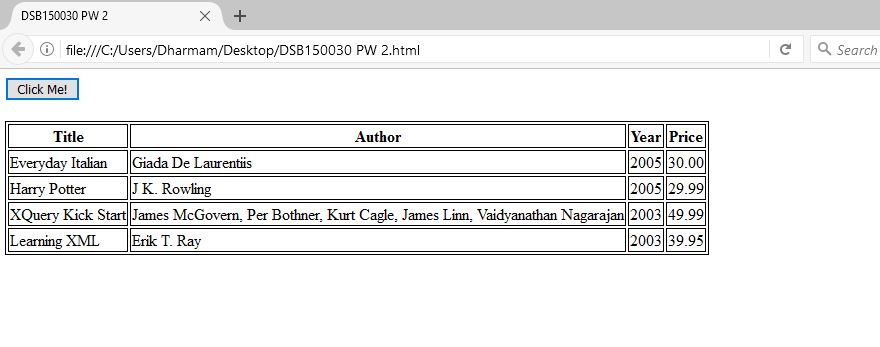 DSB150030 PW 2
file:///C:/Users/Dharmam/Desktop/DSB150030 PW 2.html
Search
Click Me!
Title Author Year Price
Everyday Italian Giada De Laurentiis 2005 30.00
Harry Potter J K. Rowling 2005 29.99
XQuery Kick Start James McGovern, Per Bothner, Kurt Cagle, James Linn, Vaidyanathan Nagarajan 2003 49.99
Learning XML Erik T. Ray 2003 39.95